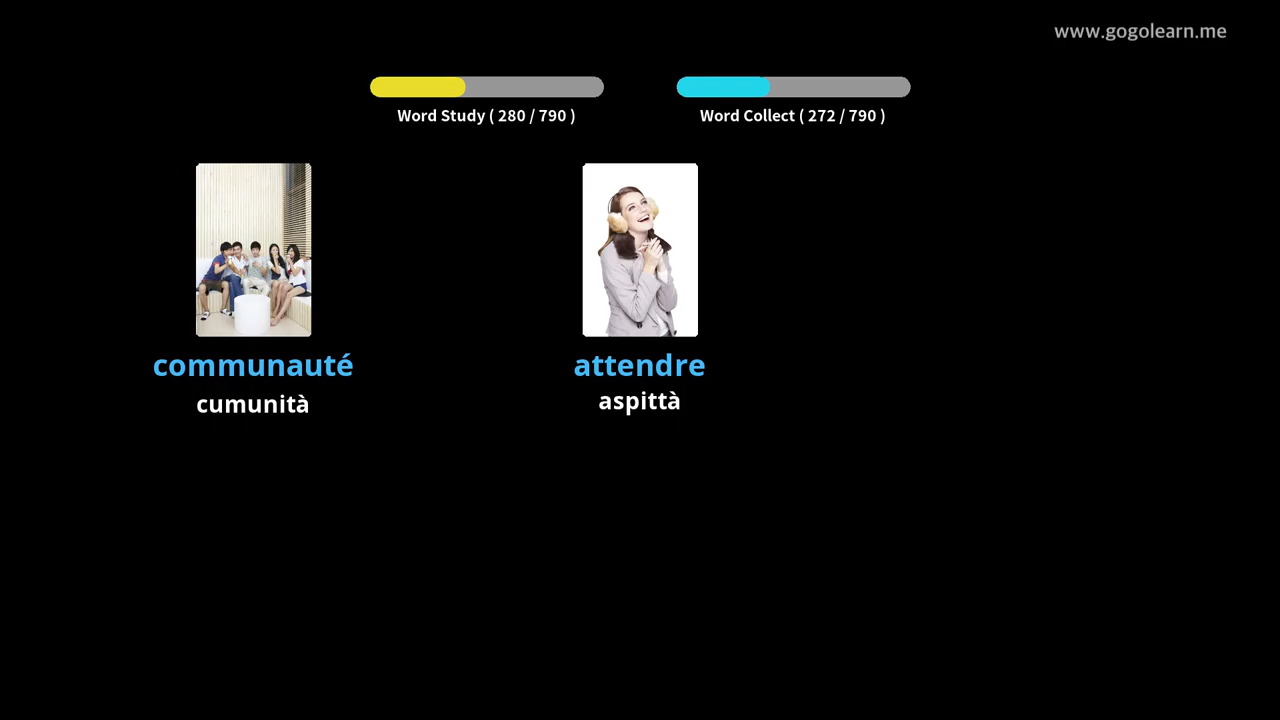 www.gogolearn.me
Word Study ( 280 / 790 )
Word Collect ( 272 / 790 )
communauté
cumunità
attendre
aspittà